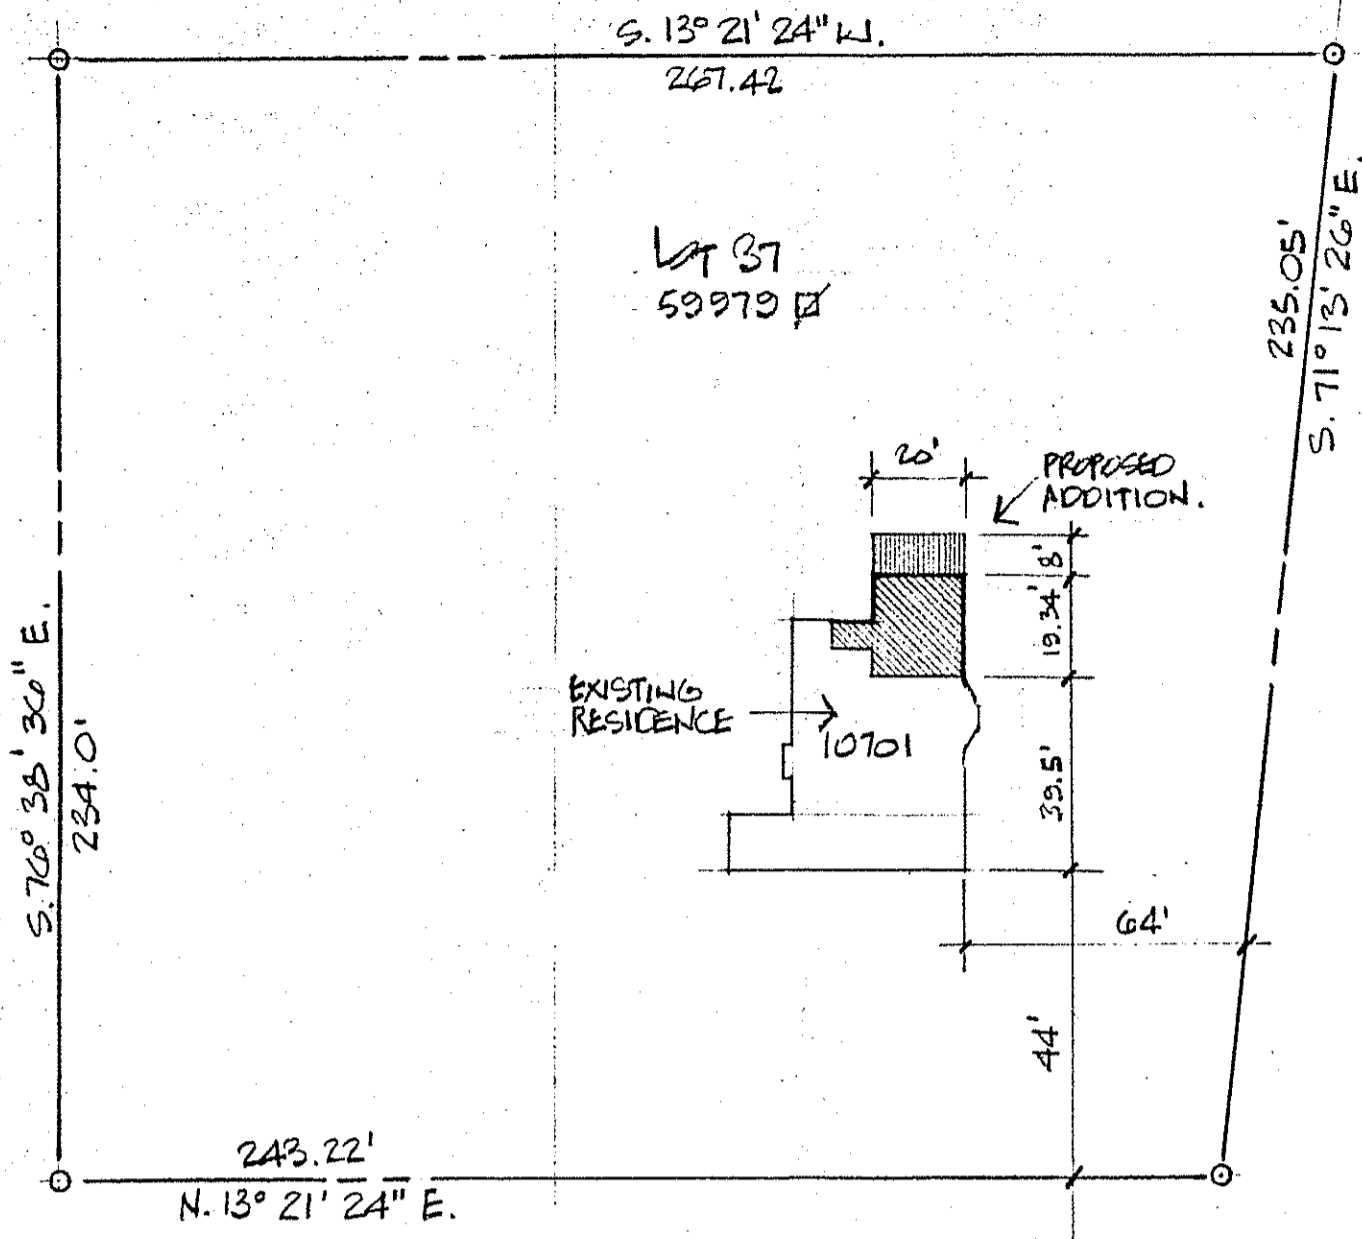 S. 13° 21' 24" W.
267.42
LOT 37
59979
235.05'
S. 71° 13' 26" E.
20'
PROPOSED
ADDITION.
8'
19.34'
EXISTING
RESIDENCE
10701
39.5'
S. 76° 38' 36" E.
234.0'
64'
44'
243.22'
N. 13° 21' 24" E.